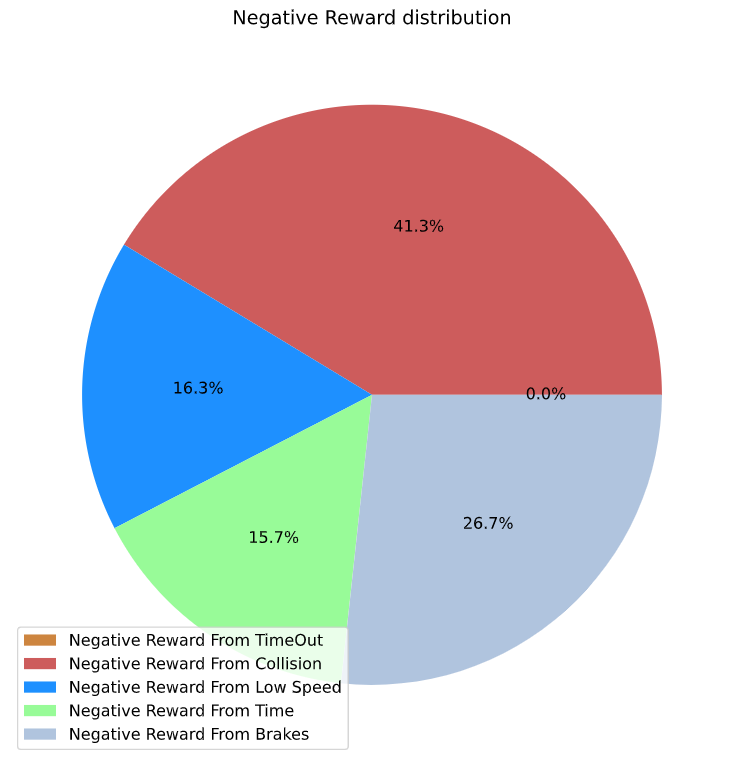 Negative Reward distribution
41.3%
16.3%
0.0%
26.7%
15.7%
Negative Reward From TimeOut
Negative Reward From Collision
Negative Reward From Low Speed
Negative Reward From Time
Negative Reward From Brakes